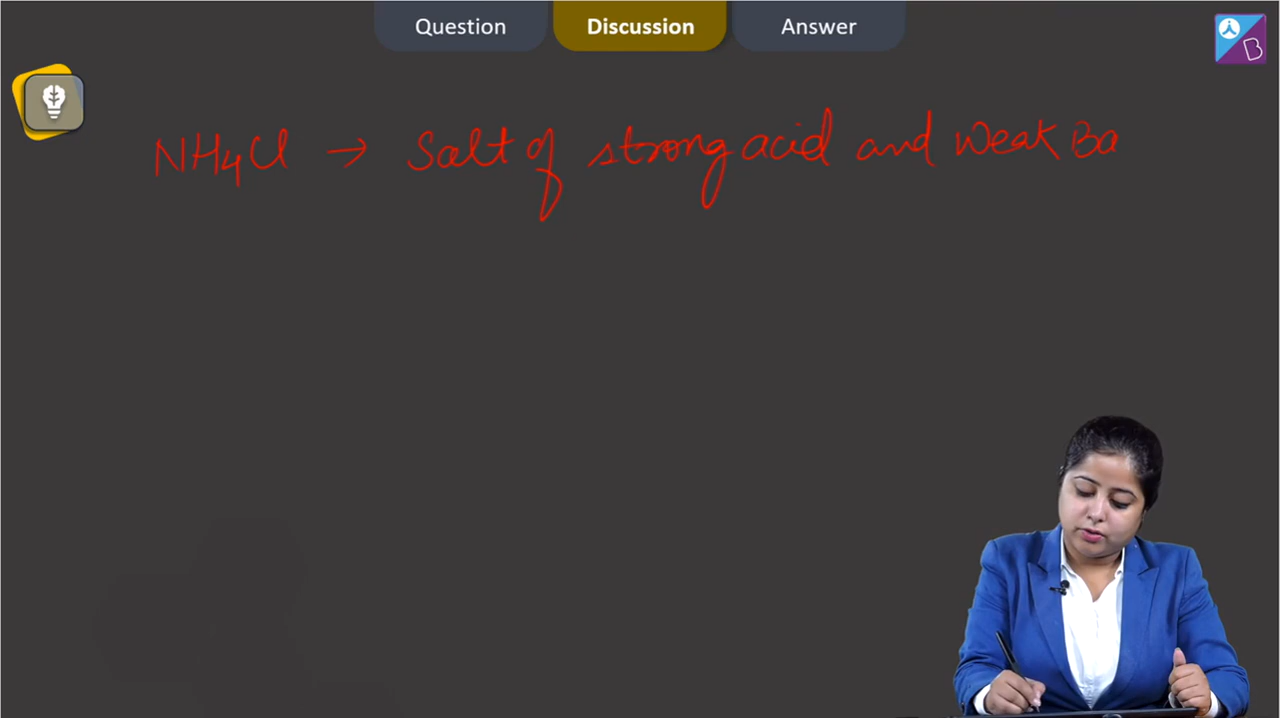 Question Discussion Answer
NH4Cl → Salt of strong acid and weak Ba